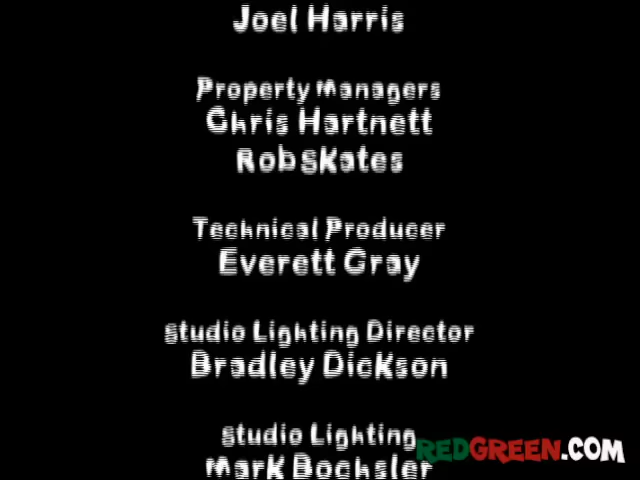 Joel Harris
Property Managers
Chris Hartnett
Rob Skates
Technical Producer
Everett Gray
Studio Lighting Director
Bradley Dickson
Studio Lighting
Mark Bochsler
REDGREEN.COM